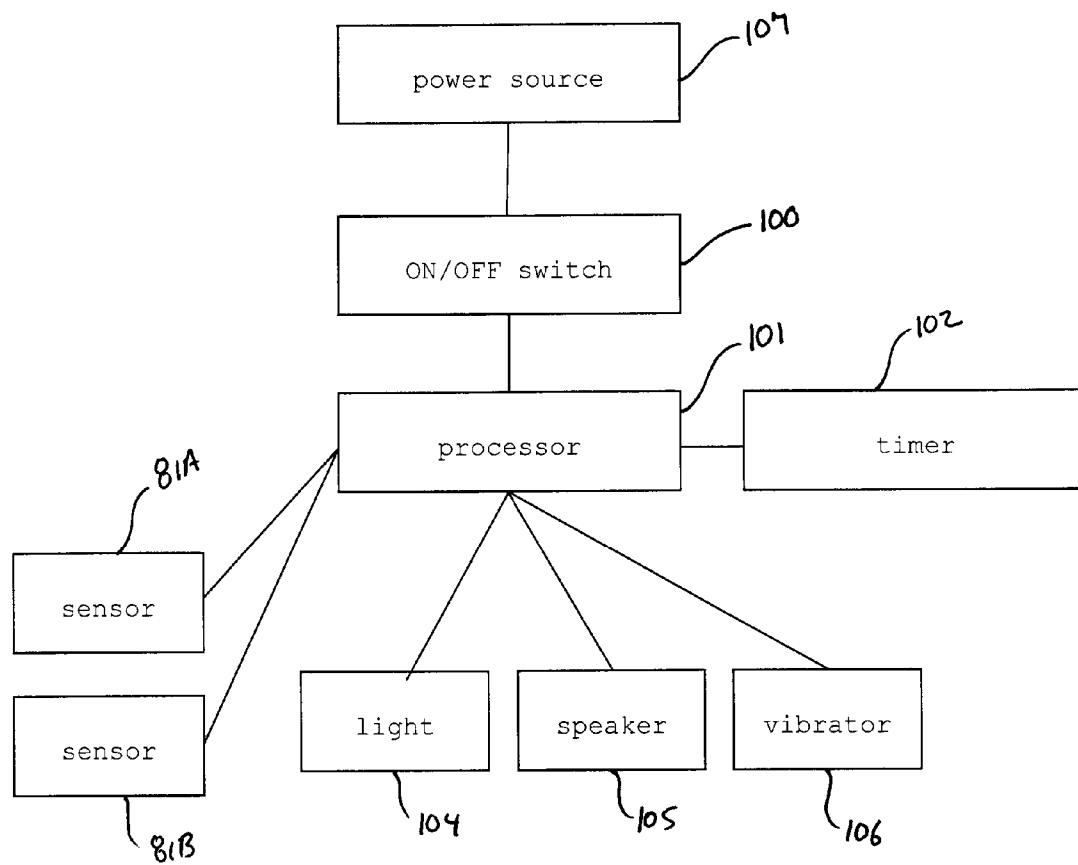 107
power source
100
ON/OFF switch
101
102
processor
timer
81A
sensor
sensor
81B
light
speaker
vibrator
104
105
106